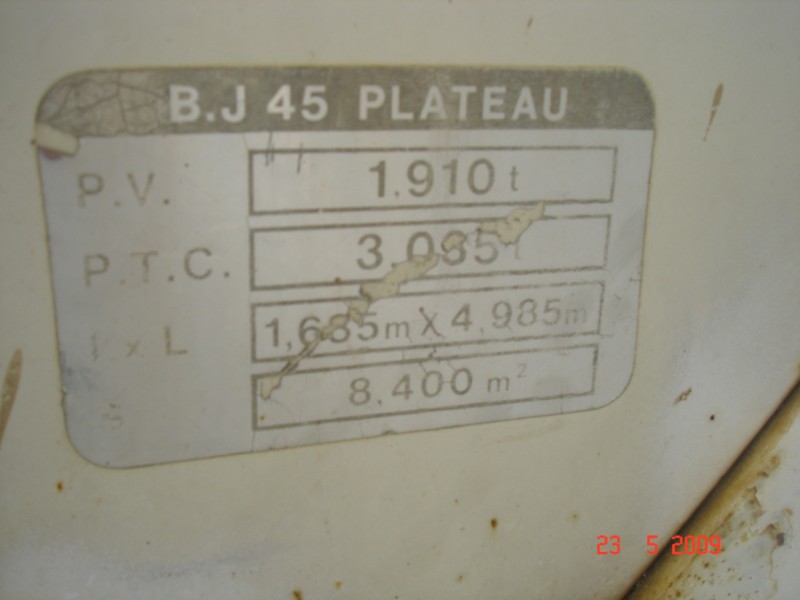 B.J 45 PLATEAU
P.V. 1.910 t
P.T.C. 3.085 t
x L 1,685m X 4.985m
S 8.400 m²
23 5 2009